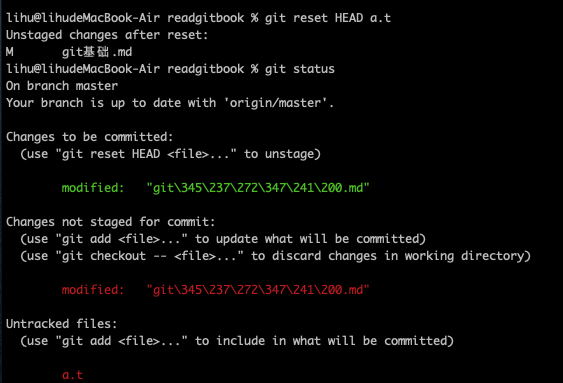 lihu@lihudeMacBook-Air readgitbook % git reset HEAD a.t
Unstaged changes after reset:
M       git基础.md
lihu@lihudeMacBook-Air readgitbook % git status
On branch master
Your branch is up to date with 'origin/master'.

Changes to be committed:
  (use "git reset HEAD <file>..." to unstage)

        modified:   "git\345\237\272\347\241\200.md"

Changes not staged for commit:
  (use "git add <file>..." to update what will be committed)
  (use "git checkout -- <file>..." to discard changes in working directory)

        modified:   "git\345\237\272\347\241\200.md"

Untracked files:
  (use "git add <file>..." to include in what will be committed)

        a.t